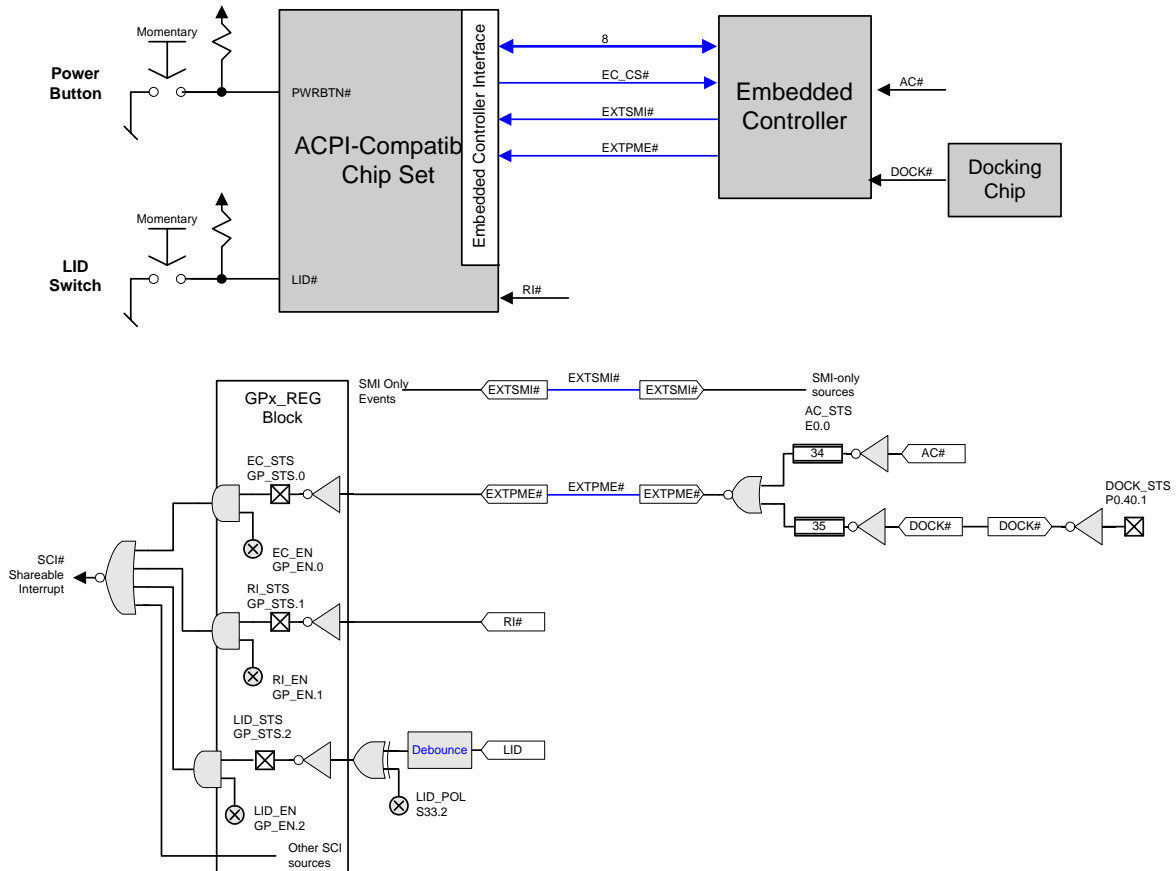 Momentary
Power
Button
PWRBTN#
ACPI-Compatib
Chip Set
Embedded Controller Interface
8
EC_CS#
EXTSMI#
EXTPME#
Embedded
Controller
AC#
DOCK#
Docking
Chip
Momentary
LID
Switch
LID#
RI#
GPx_REG
Block
SMI Only
Events
EXTSMI#
EXTSMI#
EXTSMI#
SMI-only
sources
AC_STS
E0.0
34
AC#
EC_STS
GP_STS.0
EXTPME#
EXTPME#
EXTPME#
DOCK_STS
P0.40.1
35
DOCK#
DOCK#
EC_EN
GP_EN.0
SCI#
Shareable
Interrupt
RI_STS
GP_STS.1
RI#
RI_EN
GP_EN.1
LID_STS
GP_STS.2
Debounce
LID
LID_POL
S33.2
LID_EN
GP_EN.2
Other SCI
sources